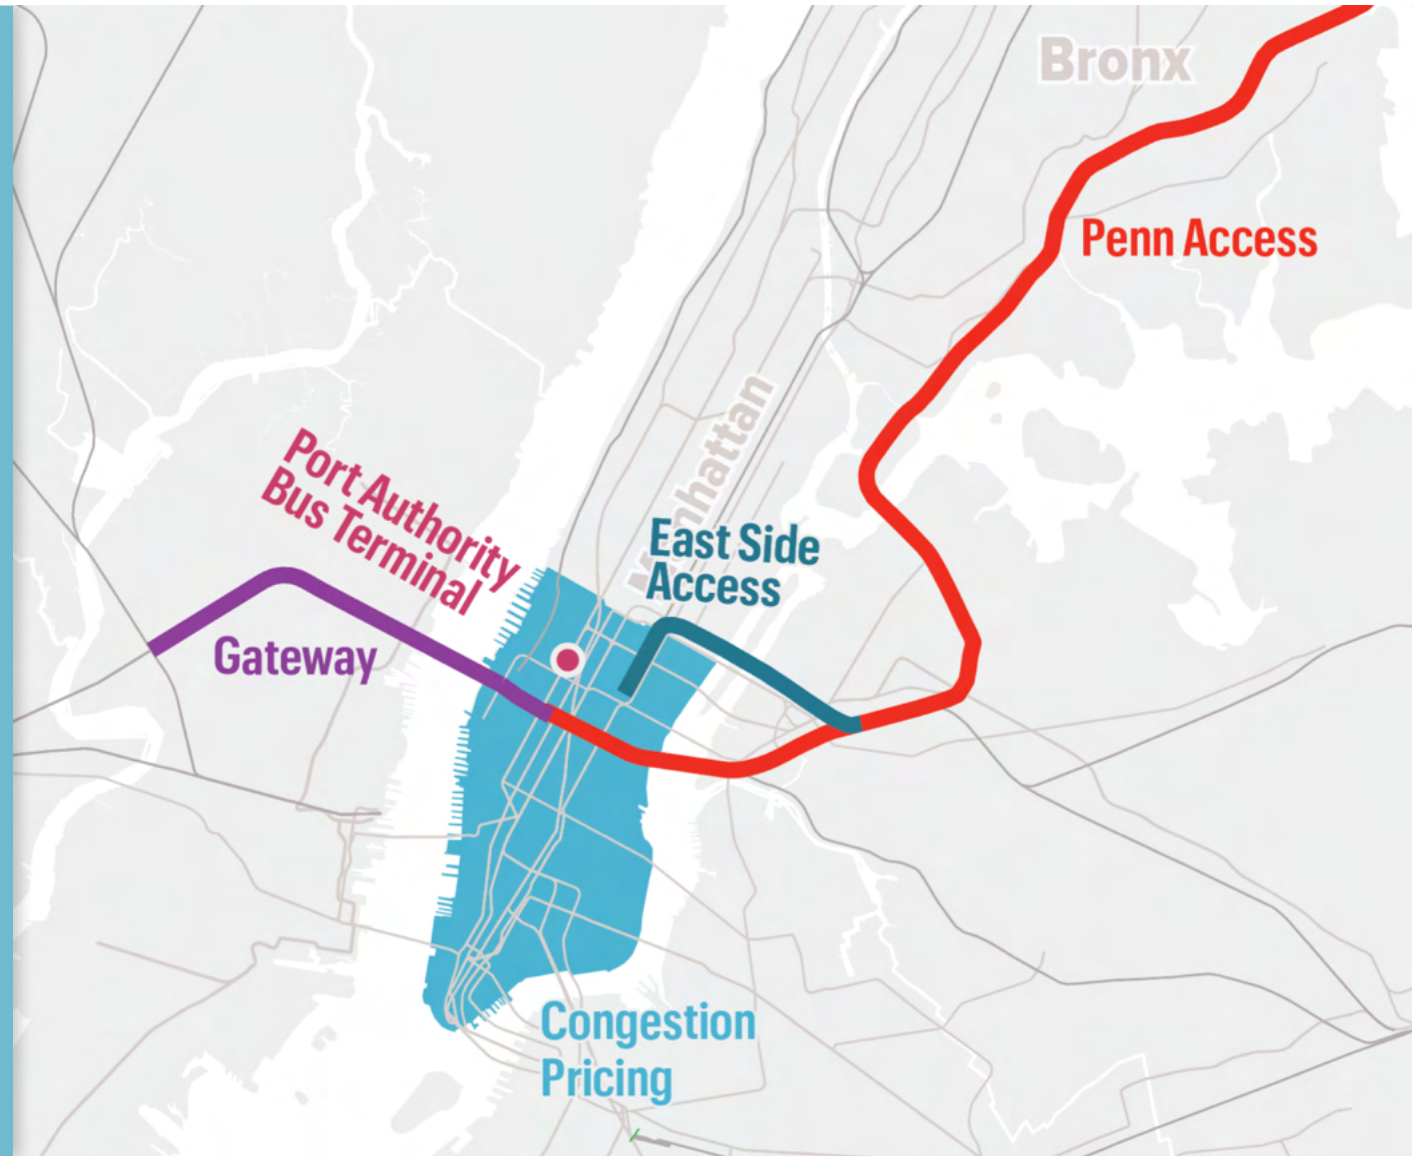 Bronx
Penn Access
Manhattan
Port Authority
Bus Terminal
East Side
Access
Gateway
Congestion
Pricing